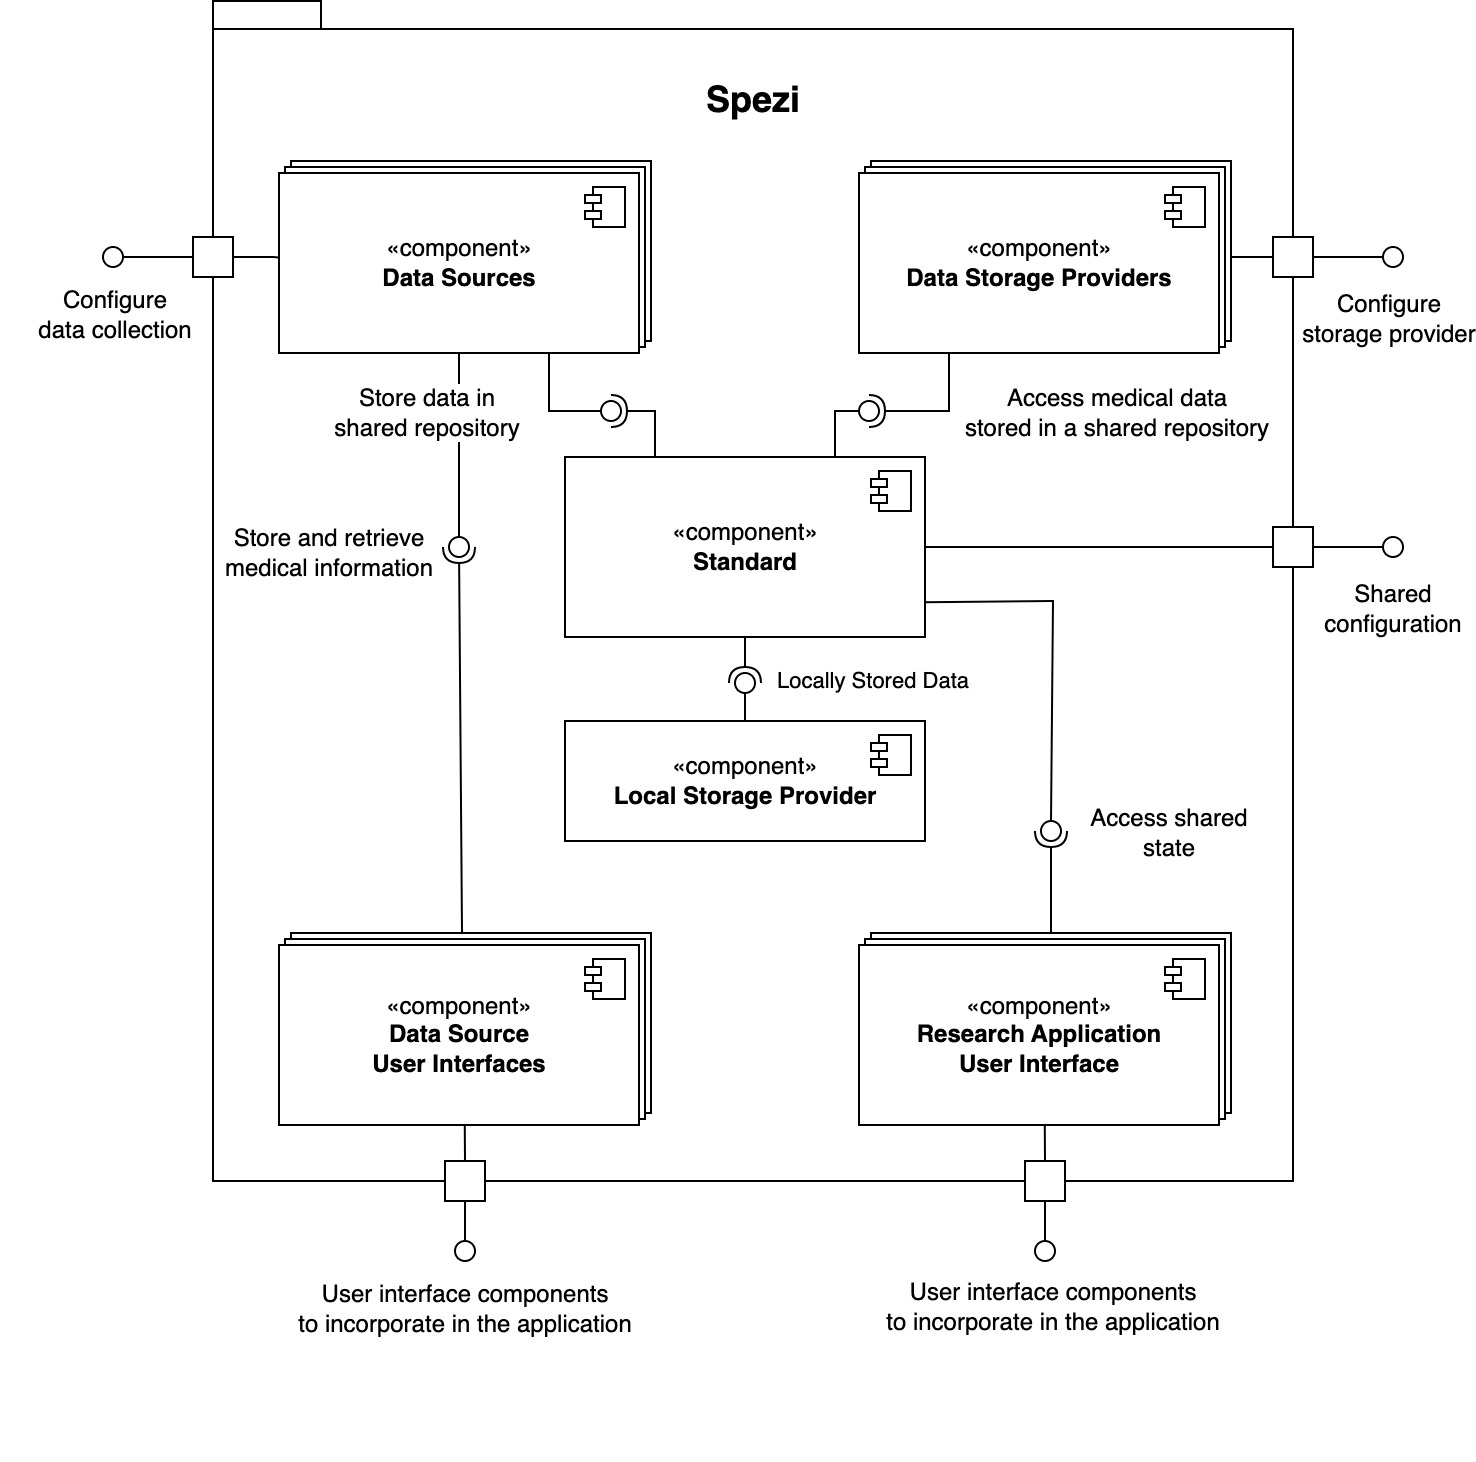 Spezi
«component»
Data Sources
«component»
Data Storage Providers
Configure
data collection
Configure
storage provider
Store data in
shared repository
Access medical data
stored in a shared repository
Store and retrieve
medical information
«component»
Standard
Shared
configuration
Locally Stored Data
«component»
Local Storage Provider
Access shared
state
«component»
Data Source
User Interfaces
«component»
Research Application
User Interface
User interface components
to incorporate in the application
User interface components
to incorporate in the application